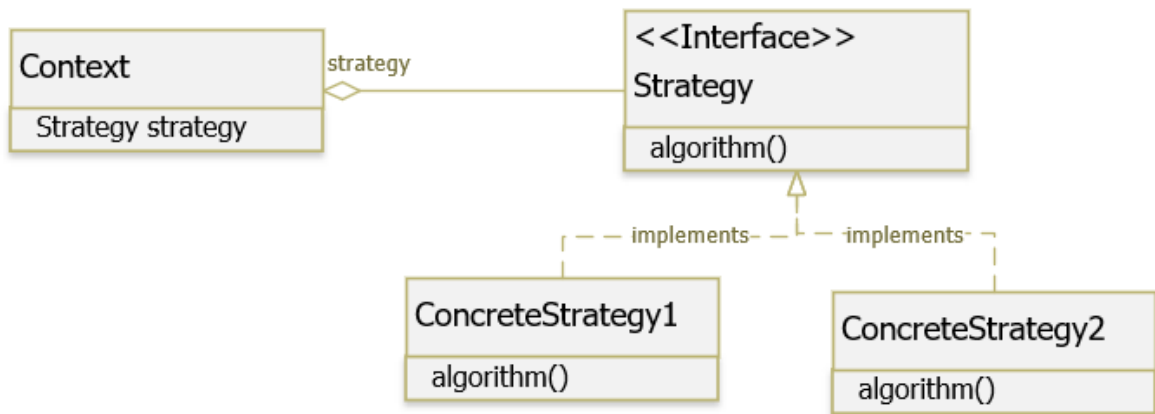 Context
Strategy strategy
strategy
<<Interface>>
Strategy
algorithm()
implements
implements
ConcreteStrategy1
algorithm()
ConcreteStrategy2
algorithm()